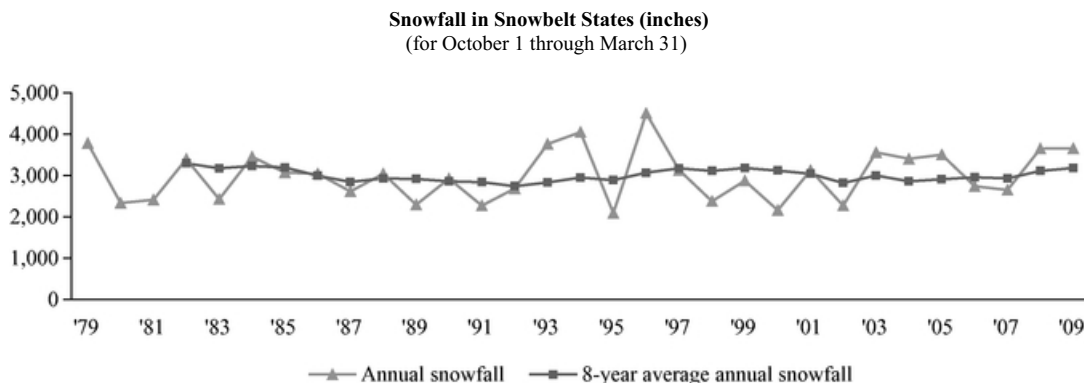 Snowfall in Snowbelt States (inches)
(for October 1 through March 31)
5,000
4,000
3,000
2,000
1,000
0
'79 '81 '83 '85 '87 '89 '91 '93 '95 '97 '99 '01 '03 '05 '07 '09
Annual snowfall 8-year average annual snowfall